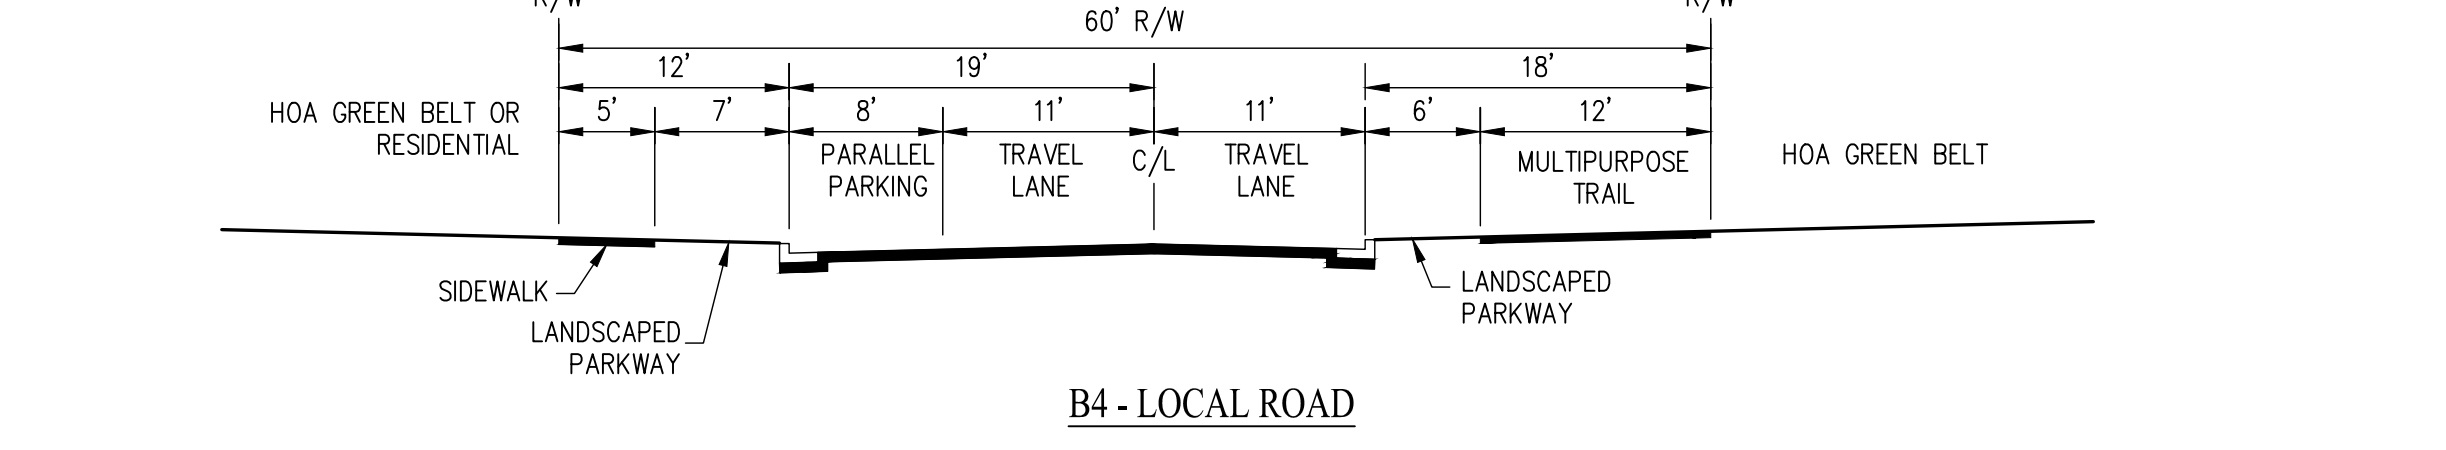 R/W
R/W
60' R/W
12'
19'
18'
5'
7'
8'
11'
11'
6'
12'
HOA GREEN BELT OR
RESIDENTIAL
PARALLEL
PARKING
TRAVEL
LANE
C/L
TRAVEL
LANE
MULTIPURPOSE
TRAIL
HOA GREEN BELT
SIDEWALK
LANDSCAPED
PARKWAY
LANDSCAPED
PARKWAY
B4 - LOCAL ROAD